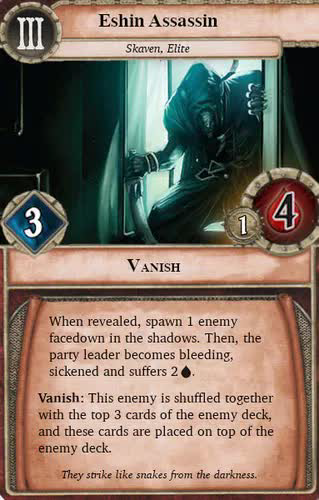 III
Eshin Assassin
Skaven, Elite
3
1
4
Vanish
When revealed, spawn 1 enemy
facedown in the shadows. Then, the
party leader becomes bleeding,
sickened and suffers 2
Vanish: This enemy is shuffled together
with the top 3 cards of the enemy deck,
and these cards are placed on top of the
enemy deck.
They strike like snakes from the darkness.